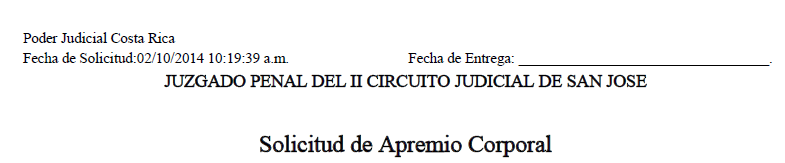 Poder Judicial Costa Rica
Fecha de Solicitud:02/10/2014 10:19:39 a.m. Fecha de Entrega: ___________________________________.
JUZGADO PENAL DEL II CIRCUITO JUDICIAL DE SAN JOSE
Solicitud de Apremio Corporal